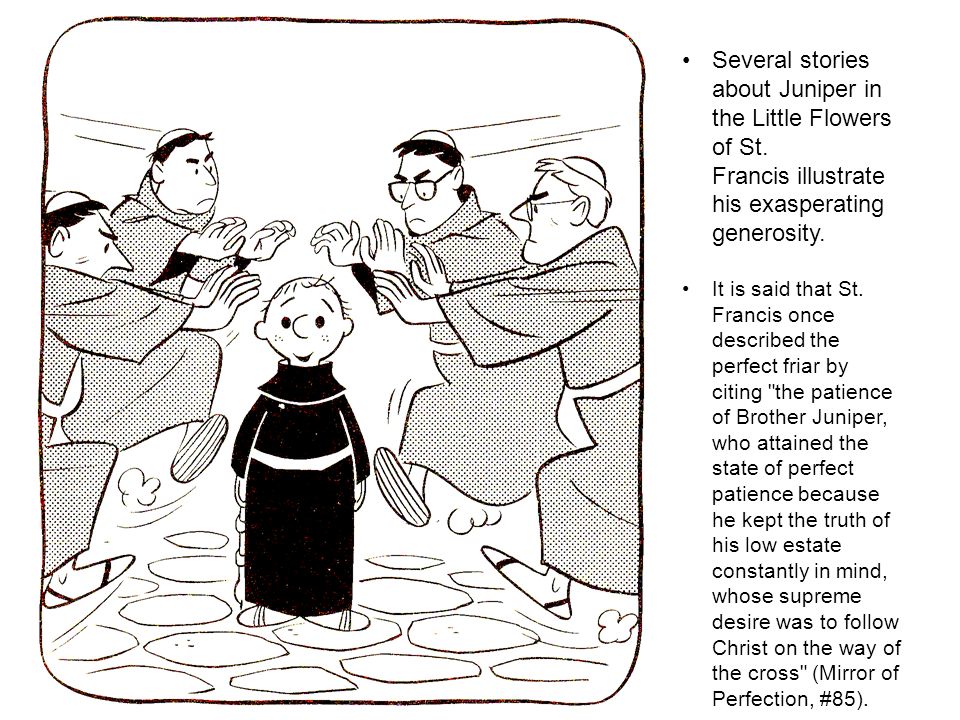 • Several stories
about Juniper in
the Little Flowers
of St.
Francis illustrate
his exasperating
generosity.
• It is said that St.
Francis once
described the
perfect friar by
citing "the patience
of Brother Juniper,
who attained the
state of perfect
patience because
he kept the truth of
his low estate
constantly in mind,
whose supreme
desire was to follow
Christ on the way of
the cross" (Mirror of
Perfection, #85).